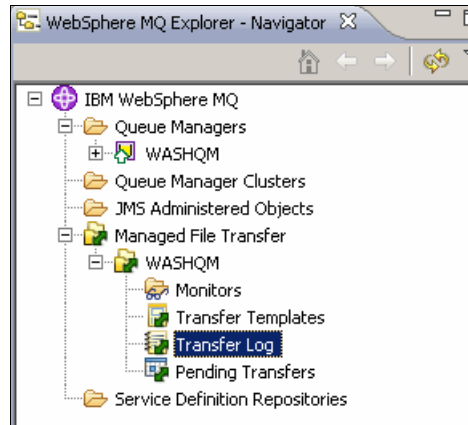 WebSphere MQ Explorer - Navigator
IBM WebSphere MQ
Queue Managers
WASHQM
Queue Manager Clusters
JMS Administered Objects
Managed File Transfer
WASHQM
Monitors
Transfer Templates
Transfer Log
Pending Transfers
Service Definition Repositories